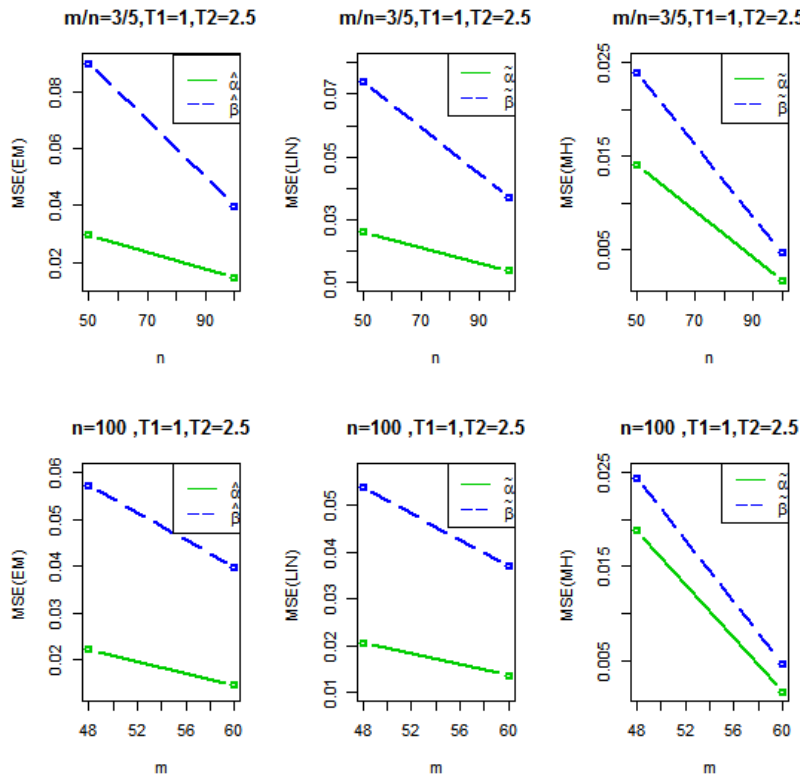 m/n=3/5,T1=1,T2=2.5
MSE(EM)
0.02
0.04
0.06
0.08
50
70
90
n
α̂
β̂
m/n=3/5,T1=1,T2=2.5
MSE(LIN)
0.01
0.03
0.05
0.07
50
70
90
n
α̃
β̃
m/n=3/5,T1=1,T2=2.5
MSE(MH)
0.005
0.015
0.025
50
70
90
n
α̃
β̃
n=100 ,T1=1,T2=2.5
MSE(EM)
0.02
0.03
0.04
0.05
0.06
48
52
56
60
m
α̂
β̂
n=100 ,T1=1,T2=2.5
MSE(LIN)
0.01
0.02
0.03
0.04
0.05
48
52
56
60
m
α̃
β̃
n=100 ,T1=1,T2=2.5
MSE(MH)
0.005
0.015
0.025
48
52
56
60
m
α̃
β̃